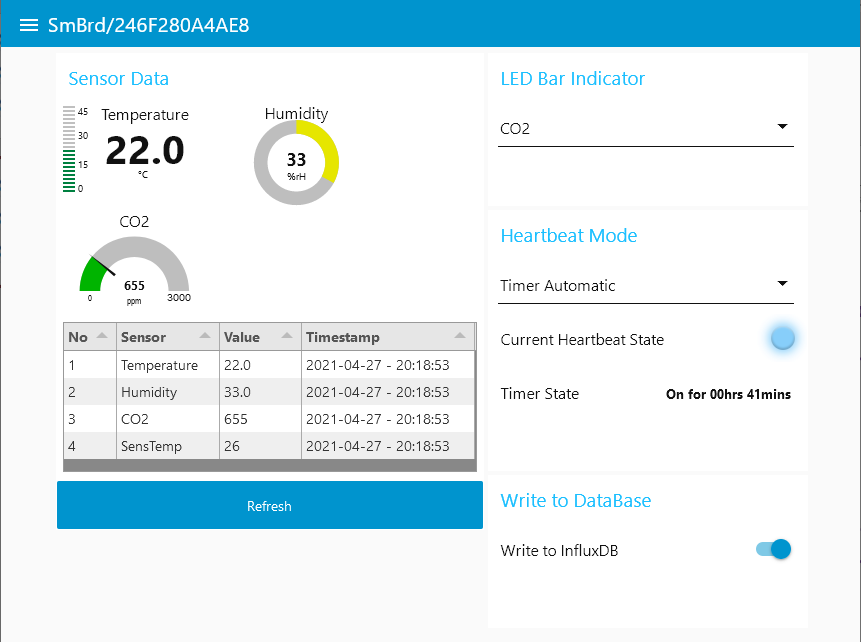 SmBrd/246F280A4AE8
Sensor Data
45
30
15
0
Temperature
22.0
°C
Humidity
33
%rH
CO2
655
ppm
0
3000
No Sensor Value Timestamp
1 Temperature 22.0 2021-04-27 - 20:18:53
2 Humidity 33.0 2021-04-27 - 20:18:53
3 CO2 655 2021-04-27 - 20:18:53
4 SensTemp 26 2021-04-27 - 20:18:53
Refresh
LED Bar Indicator
CO2
Heartbeat Mode
Timer Automatic
Current Heartbeat State
Timer State On for 00hrs 41mins
Write to DataBase
Write to InfluxDB